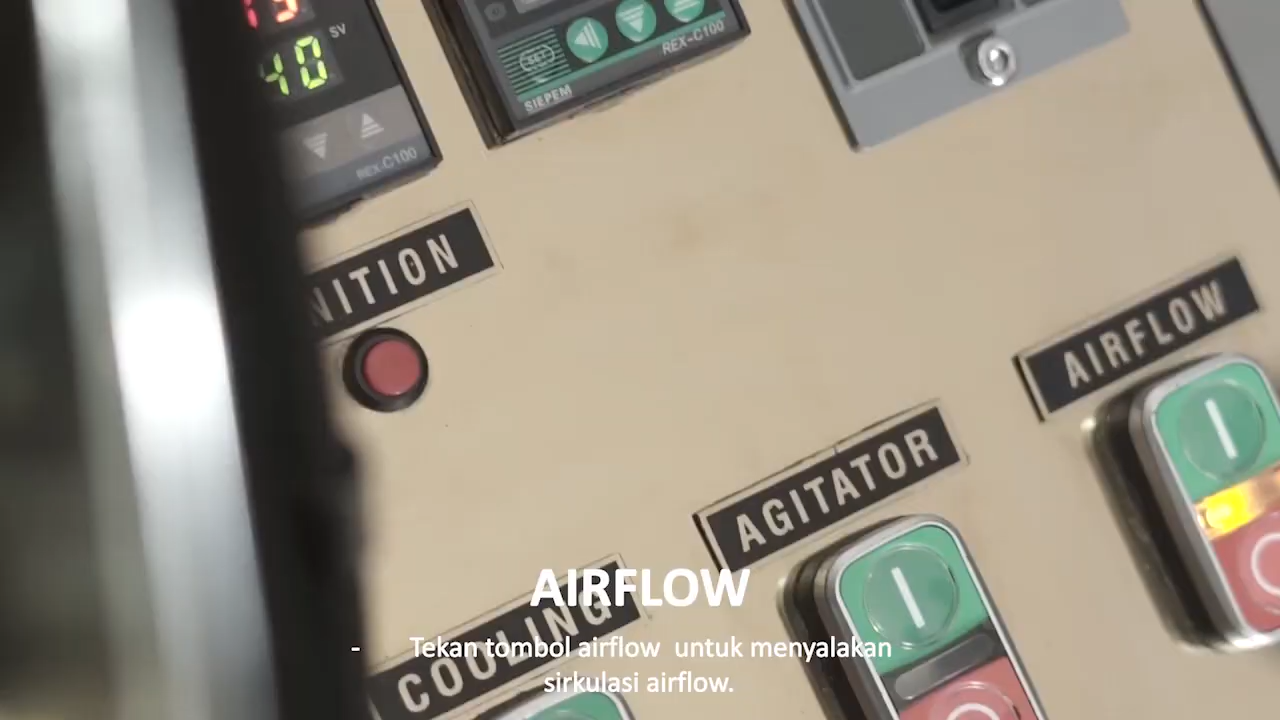 SV
40
REX-C100
SET
REX-C100
SIEPEM
NITION
AIRFLOW
AGITATOR
COOLING
AIRFLOW
- Tekan tombol airflow untuk menyalakan
sirkulasi airflow.